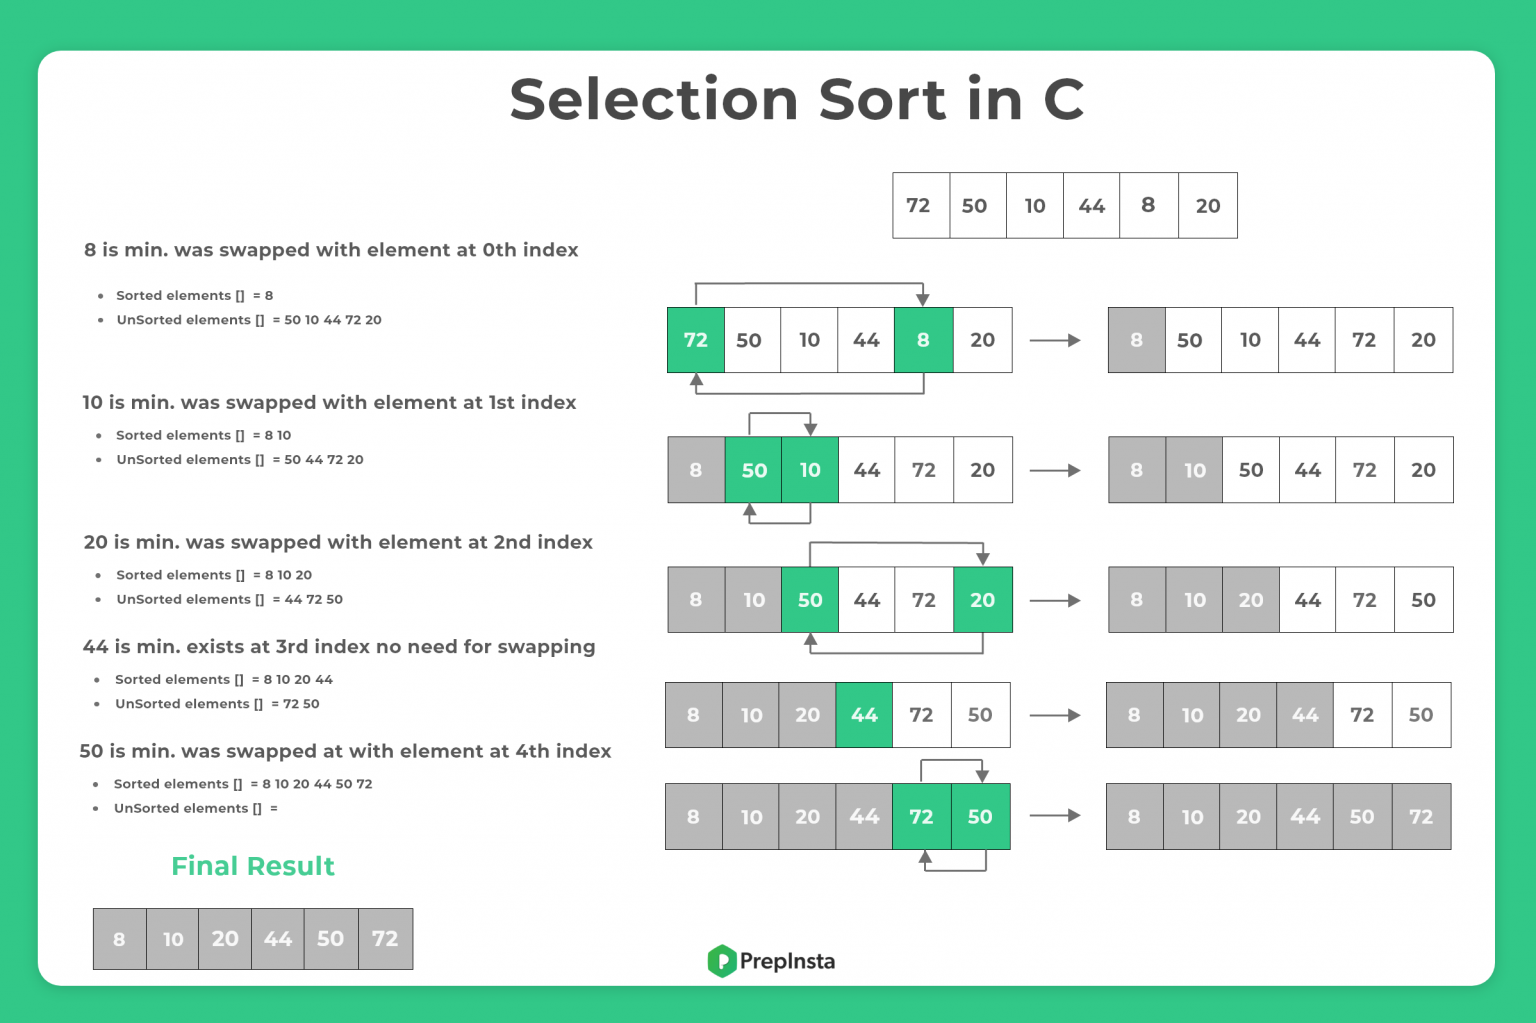 Selection Sort in C
72 50 10 44 8 20
8 is min. was swapped with element at 0th index
• Sorted elements [] = 8
• UnSorted elements [] = 50 10 44 72 20
72 50 10 44 8 20
8 50 10 44 72 20
10 is min. was swapped with element at 1st index
• Sorted elements [] = 8 10
• UnSorted elements [] = 50 44 72 20
8 50 10 44 72 20
8 10 50 44 72 20
20 is min. was swapped with element at 2nd index
• Sorted elements [] = 8 10 20
• UnSorted elements [] = 44 72 50
8 10 50 44 72 20
8 10 20 44 72 50
44 is min. exists at 3rd index no need for swapping
• Sorted elements [] = 8 10 20 44
• UnSorted elements [] = 72 50
8 10 20 44 72 50
8 10 20 44 72 50
50 is min. was swapped at with element at 4th index
• Sorted elements [] = 8 10 20 44 50 72
• UnSorted elements [] =
8 10 20 44 72 50
8 10 20 44 50 72
Final Result
8 10 20 44 50 72
PrepInsta